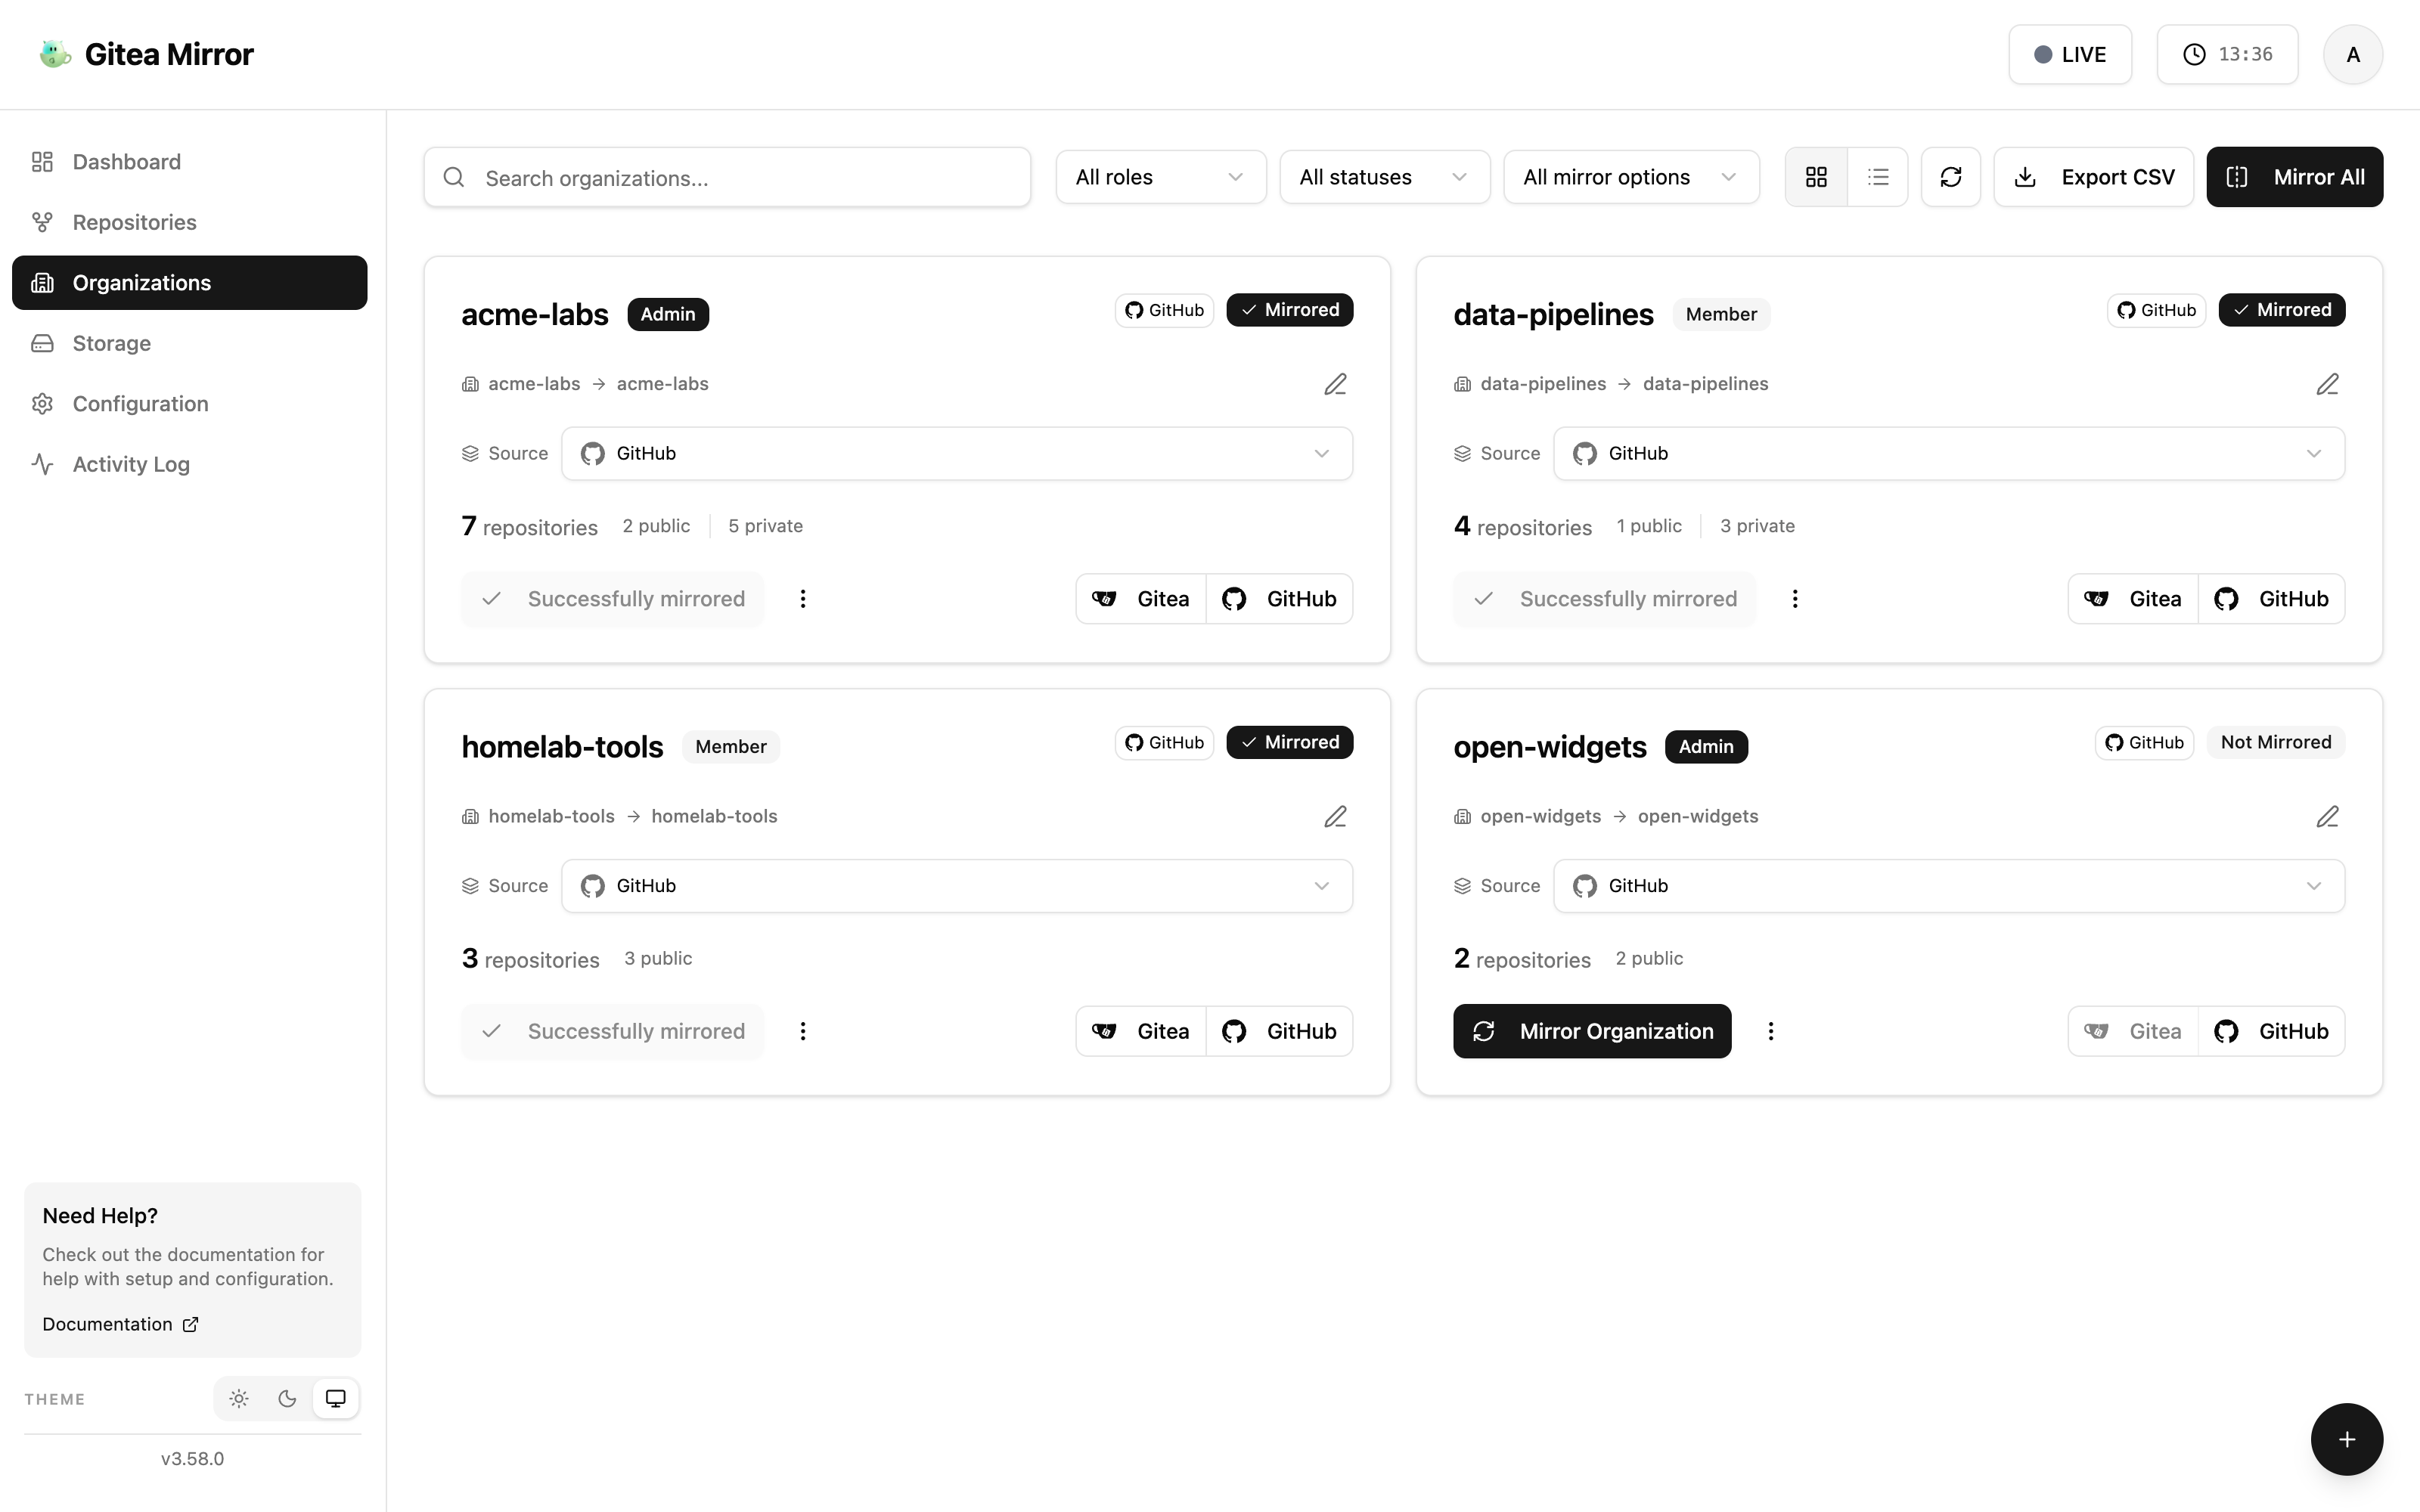 Gitea Mirror
LIVE
13:36
A
Dashboard
Repositories
Organizations
Storage
Configuration
Activity Log
Search organizations...
All roles
All statuses
All mirror options
Export CSV
Mirror All
acme-labs Admin GitHub Mirrored
acme-labs → acme-labs
Source GitHub
7 repositories 2 public 5 private
Successfully mirrored Gitea GitHub
data-pipelines Member GitHub Mirrored
data-pipelines → data-pipelines
Source GitHub
4 repositories 1 public 3 private
Successfully mirrored Gitea GitHub
homelab-tools Member GitHub Mirrored
homelab-tools → homelab-tools
Source GitHub
3 repositories 3 public
Successfully mirrored Gitea GitHub
open-widgets Admin GitHub Not Mirrored
open-widgets → open-widgets
Source GitHub
2 repositories 2 public
Mirror Organization Gitea GitHub
Need Help?
Check out the documentation for
help with setup and configuration.
Documentation
THEME
v3.58.0